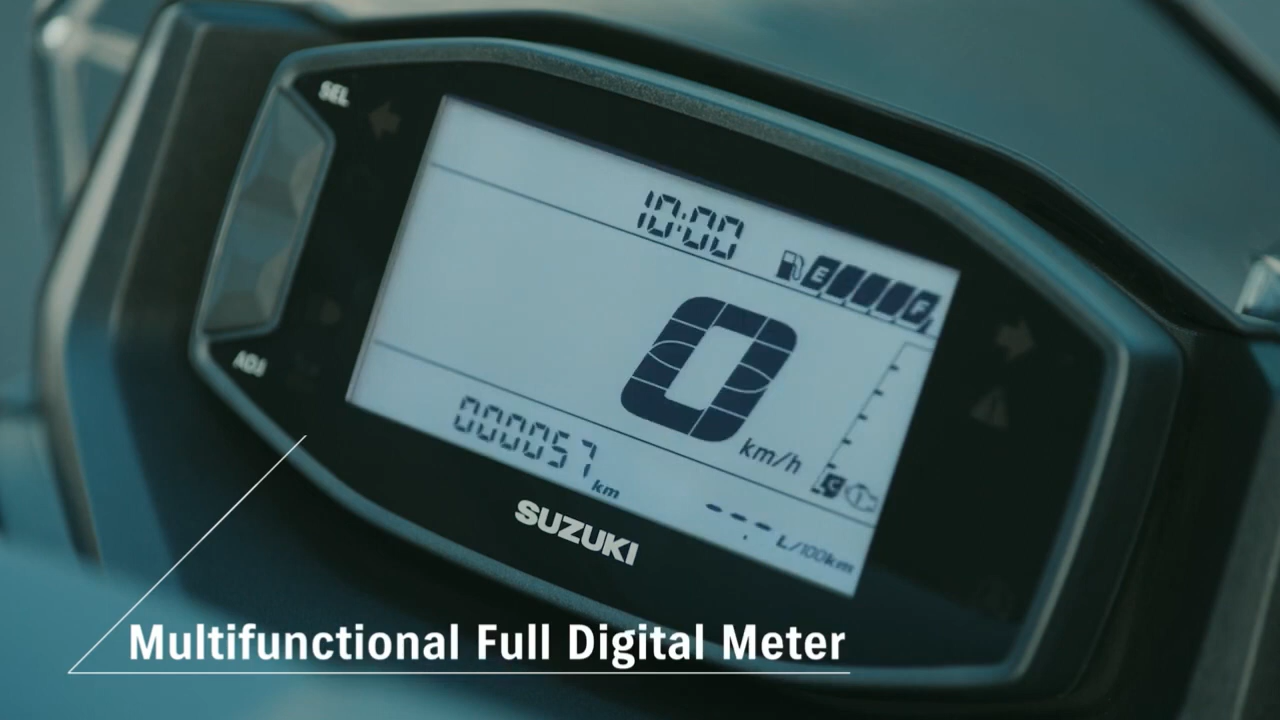 SEL
10:00
E F
0
km/h
ADJ
000057 km
C
---.- L/100km
SUZUKI
Multifunctional Full Digital Meter